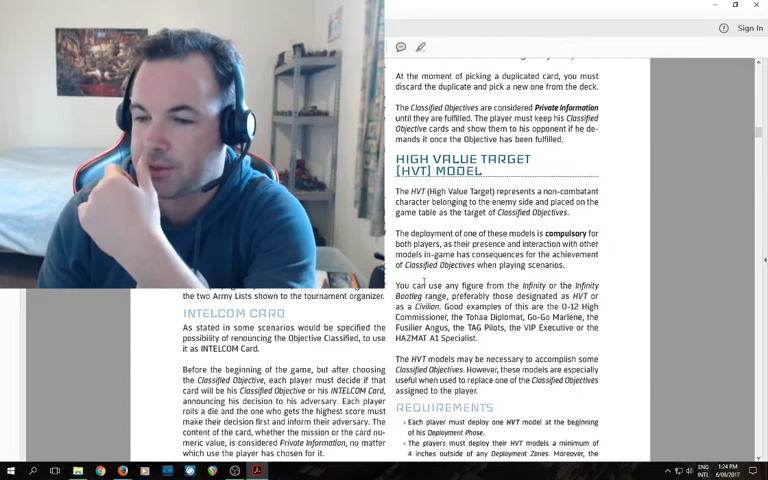 Sign In
At the moment of picking a duplicated card, you must
discard the duplicate and pick a new one from the deck.
The Classified Objectives are considered Private Information
until they are fulfilled. The player must keep his Classified
Objective cards and show them to his opponent if he de-
mands it once the Objective has been fulfilled.
HIGH VALUE TARGET
(HVT) MODEL
The HVT (High Value Target) represents a non-combatant
character belonging to the enemy side and placed on the
game table as the target of Classified Objectives.
The deployment of one of these models is compulsory for
both players, as their presence and interaction with other
models in-game has consequences for the achievement
of Classified Objectives when playing scenarios.
You can use any figure from the Infinity or the Infinity
Bootleg range, preferably those designated as HVT or
as a Civilian. Good examples of this are the O-12 High
Commissioner, the Tohaa Diplomat, Go-Go Marlene, the
Fusilier Angus, the TAG Pilots, the VIP Executive or the
HAZMAT A1 Specialist.
The HVT models may be necessary to accomplish some
Classified Objectives. However, these models are especially
useful when used to replace one of the Classified Objectives
assigned to the player.
REQUIREMENTS
Each player must deploy one HVT model at the beginning
of his Deployment Phase.
The players must deploy their HVT models a minimum of
4 inches outside of any Deployment Zones. Moreover, the
the two Army Lists shown to the tournament organizer.
INTELCOM CARD
As stated in some scenarios would be specified the
possibility of renouncing the Objective Classified, to use
it as INTELCOM Card.
Before the beginning of the game, but after choosing
the Classified Objective, each player must decide if that
card will be his Classified Objective or his INTELCOM Card,
announcing his decision to his adversary. Each player
rolls a die and the one who gets the highest score must
make their decision first and inform their adversary. The
content of the card, whether the mission or the card nu-
meric value, is considered Private Information, no matter
which use the player has chosen for it.
ENG
INTL
1:24 PM
6/09/2017